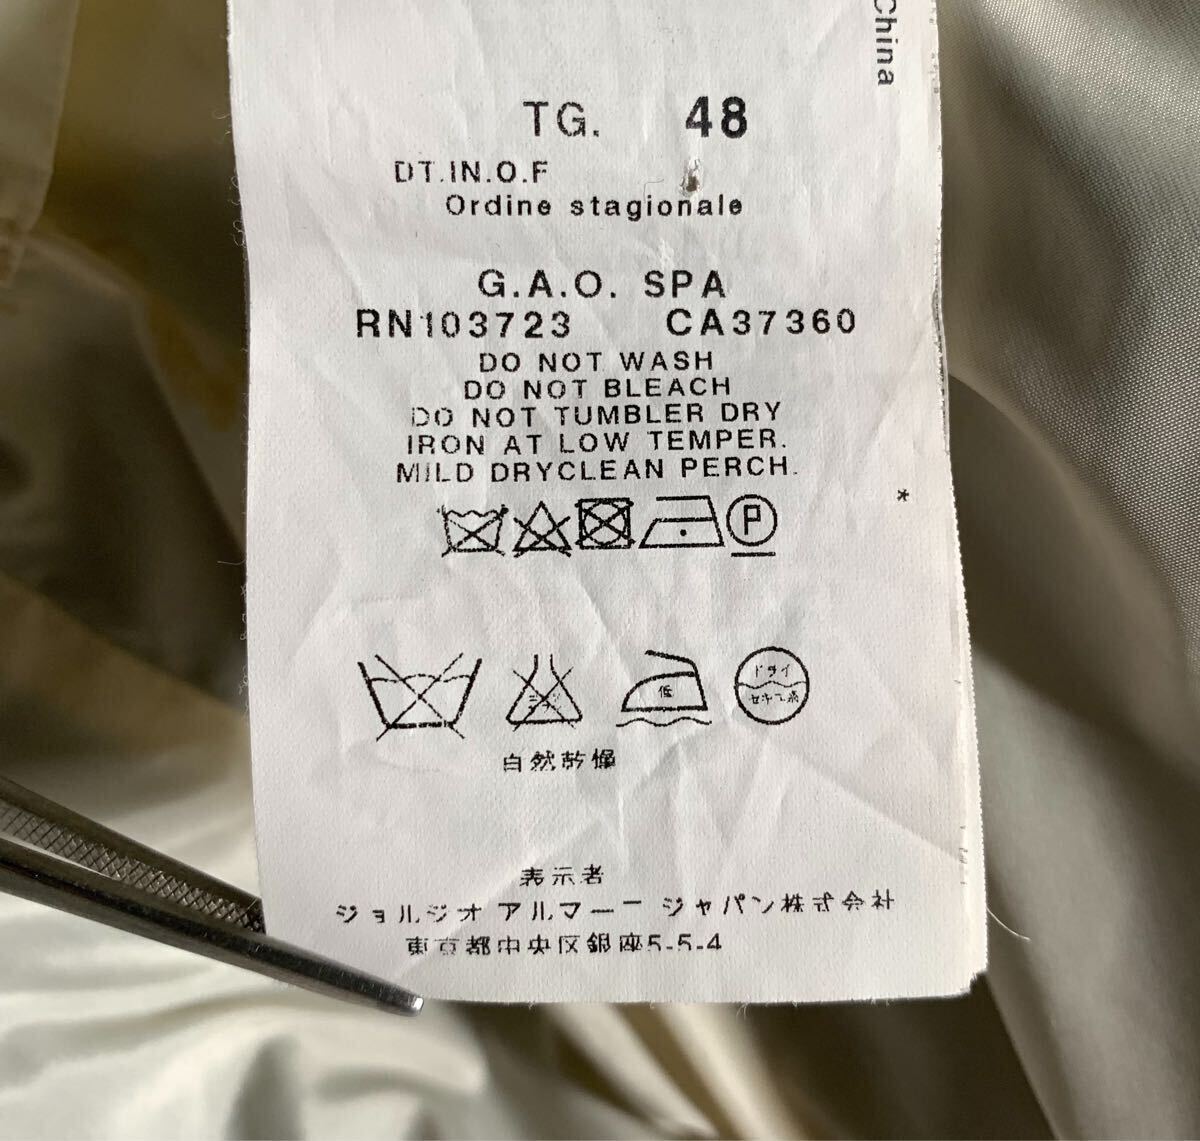 China
TG. 48
DT.IN.O.F
Ordine stagionale
G.A.O. SPA
RN103723 CA37360
DO NOT WASH
DO NOT BLEACH
DO NOT TUMBLER DRY
IRON AT LOW TEMPER.
MILD DRYCLEAN PERCH.
*
P
低
ドライ
セキユ系
自然乾燥
表示者
ジョルジオ アルマーニ ジャパン株式会社
東京都中央区銀座5-5-4